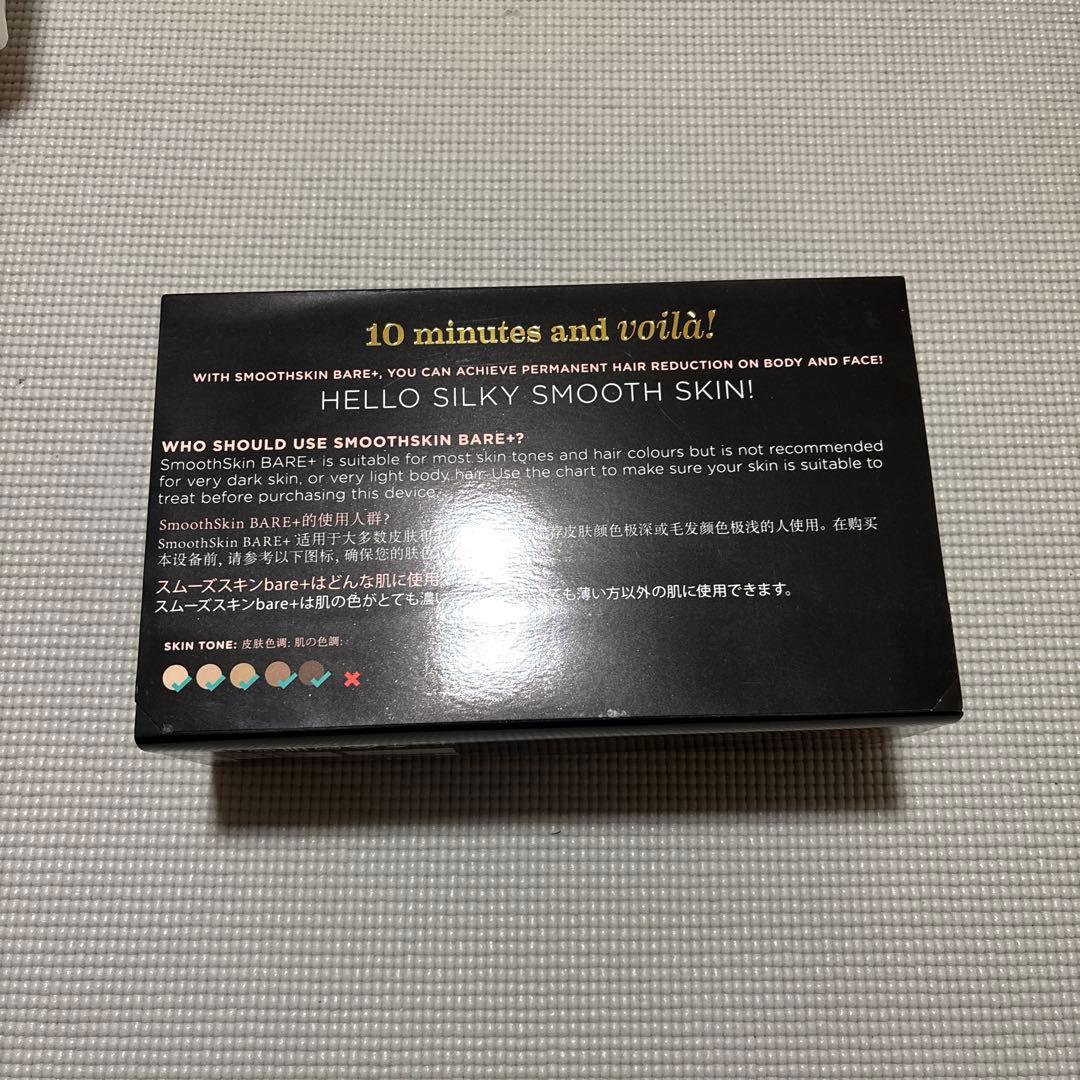 10 minutes and voilà!
WITH SMOOTHSKIN BARE+, YOU CAN ACHIEVE PERMANENT HAIR REDUCTION ON BODY AND FACE!
HELLO SILKY SMOOTH SKIN!
WHO SHOULD USE SMOOTHSKIN BARE+?
SmoothSkin BARE+ is suitable for most skin tones and hair colours but is not recommended
for very dark skin, or very light body hair. Use the chart to make sure your skin is suitable to
treat before purchasing this device.
SmoothSkin BARE+的使用人群?
SmoothSkin BARE+ 适用于大多数皮肤和 皮肤颜色极深或毛发颜色极浅的人使用。在购买
本设备前, 请参考以下图标, 确保您的肤色
スムーズスキンbare+はどんな肌に使用
スムーズスキンbare+は肌の色がとても濃い ても薄い方以外の肌に使用できます。
SKIN TONE: 皮肤色调: 肌の色調: